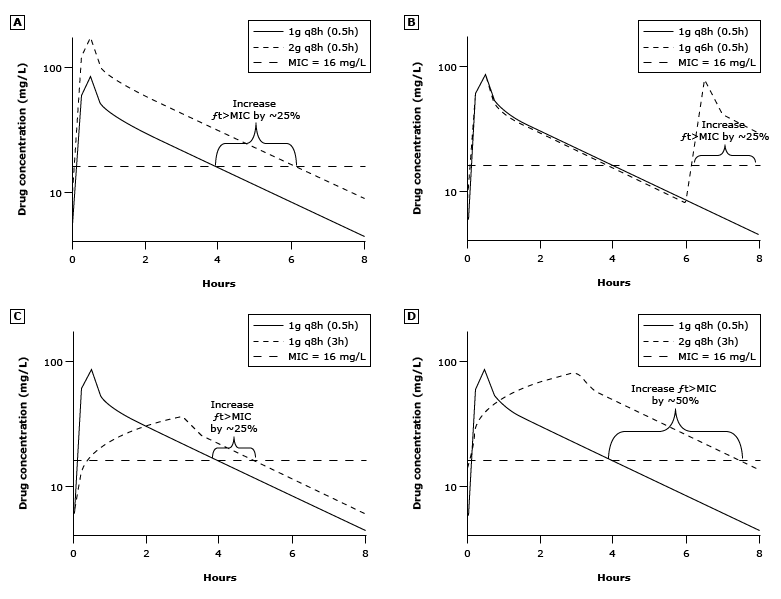 A
1g q8h (0.5h)
2g q8h (0.5h)
MIC = 16 mg/L
Drug concentration (mg/L)
100
10
Increase
ƒt>MIC by ~25%
0 2 4 6 8
Hours
B
1g q8h (0.5h)
1g q6h (0.5h)
MIC = 16 mg/L
Drug concentration (mg/L)
100
10
Increase
ƒt>MIC by ~25%
0 2 4 6 8
Hours
C
1g q8h (0.5h)
1g q8h (3h)
MIC = 16 mg/L
Drug concentration (mg/L)
100
10
Increase
ƒt>MIC
by ~25%
0 2 4 6 8
Hours
D
1g q8h (0.5h)
2g q8h (3h)
MIC = 16 mg/L
Drug concentration (mg/L)
100
10
Increase ƒt>MIC
by ~50%
0 2 4 6 8
Hours